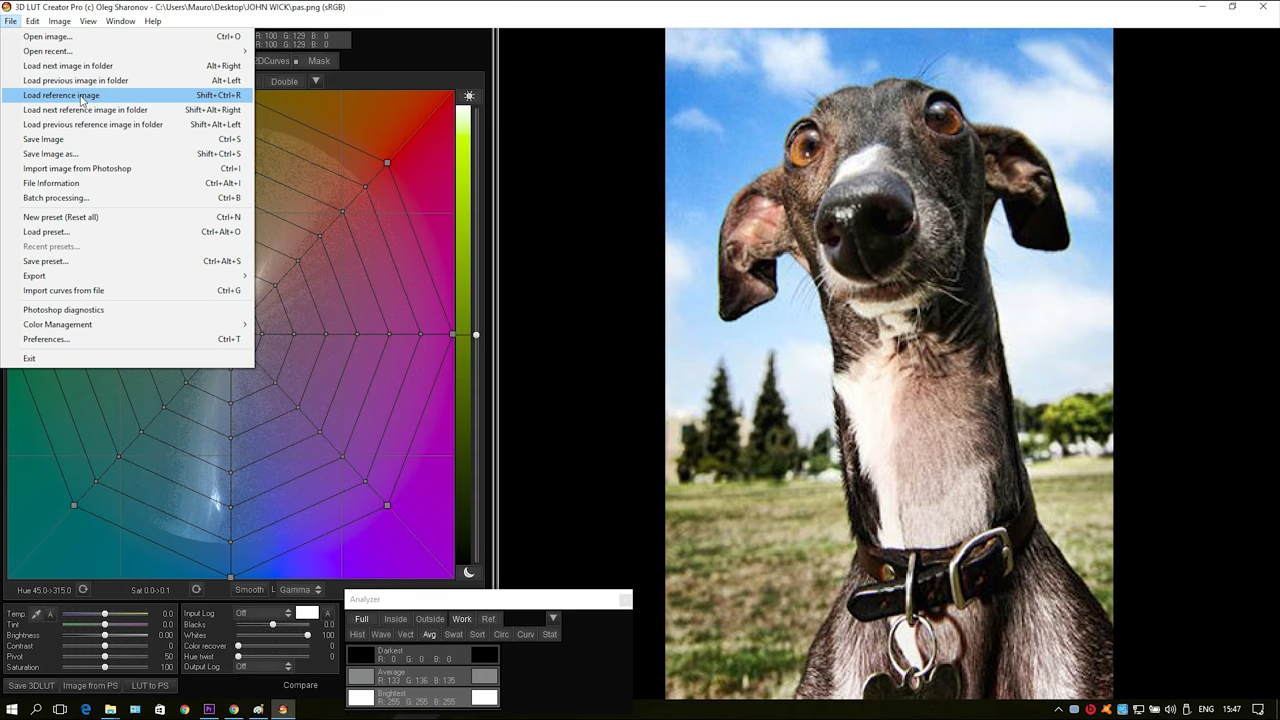 3D LUT Creator Pro (c) Oleg Sharonov - C:\Users\Mauro\Desktop\JOHN WICK\pas.png (sRGB)
File Edit Image View Window Help
Open image... Ctrl+O
Open recent...
Load next image in folder Alt+Right
Load previous image in folder Alt+Left
Load reference image Shift+Ctrl+R
Load next reference image in folder Shift+Alt+Right
Load previous reference image in folder Shift+Alt+Left
Save Image Ctrl+S
Save Image as... Shift+Ctrl+S
Import image from Photoshop Ctrl+I
File Information Ctrl+Alt+I
Batch processing... Ctrl+B
New preset (Reset all) Ctrl+N
Load preset... Ctrl+Alt+O
Recent presets...
Save preset... Ctrl+Alt+S
Export
Import curves from file Ctrl+G
Photoshop diagnostics
Color Management
Preferences... Ctrl+T
Exit
R: 100 G: 129 B: 0
R: 100 G: 129 B: 0
2DCurves Mask
Double
Hue 45.0->315.0 Sat 0.0->0.1 Smooth L Gamma
Temp. A 0.0
Tint 0.0
Brightness 0.00
Contrast 0
Pivot 50
Saturation 100
Input Log Off A
Blacks 0.0
Whites 100
Color recover 0
Hue twist 0
Output Log Off
Save 3DLUT Image from PS LUT to PS Compare
Analyzer
Full Inside Outside Work Ref.
Hist Wave Vect Avg Swat Sort Circ Curv Stat
Darkest
R: 0 G: 0 B: 0
Average
R: 133 G: 136 B: 135
Brightest
R: 255 G: 255 B: 255
ENG 15:47